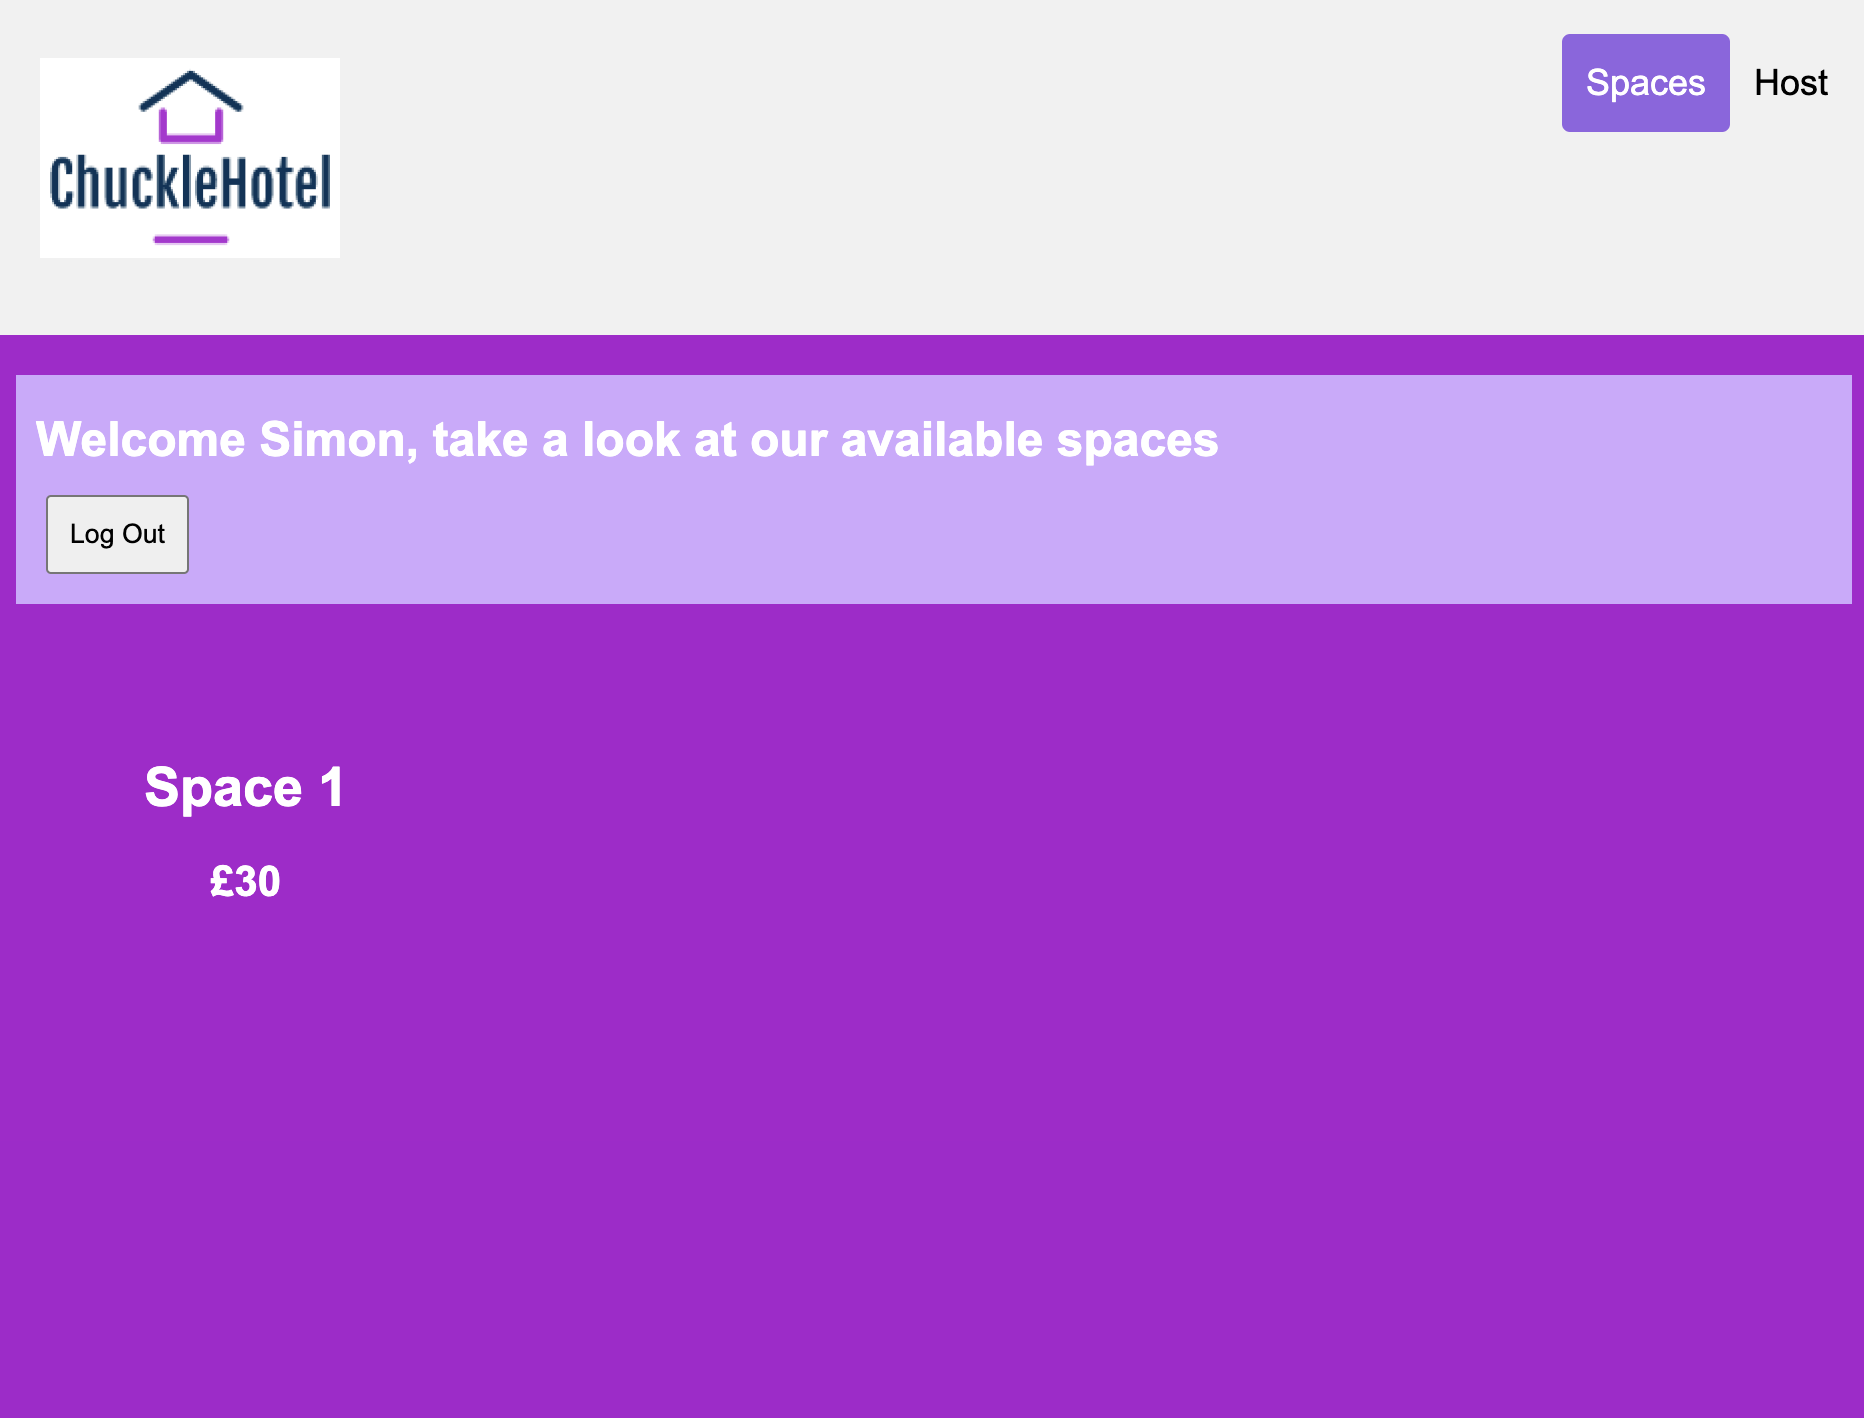 ChuckleHotel
Spaces
Host
Welcome Simon, take a look at our available spaces
Log Out
Space 1
£30